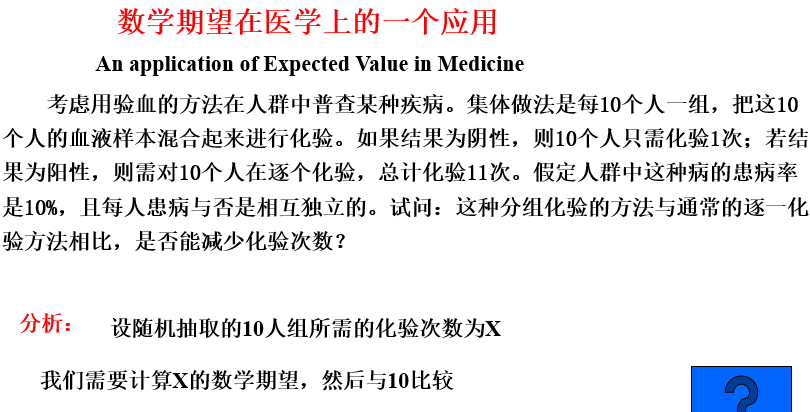 数学期望在医学上的一个应用
An application of Expected Value in Medicine
考虑用验血的方法在人群中普查某种疾病。集体做法是每10个人一组，把这10
个人的血液样本混合起来进行化验。如果结果为阴性，则10个人只需化验1次；若结
果为阳性，则需对10个人在逐个化验，总计化验11次。假定人群中这种病的患病率
是10%，且每人患病与否是相互独立的。试问：这种分组化验的方法与通常的逐一化
验方法相比，是否能减少化验次数？
分析： 设随机抽取的10人组所需的化验次数为X
我们需要计算X的数学期望，然后与10比较
?